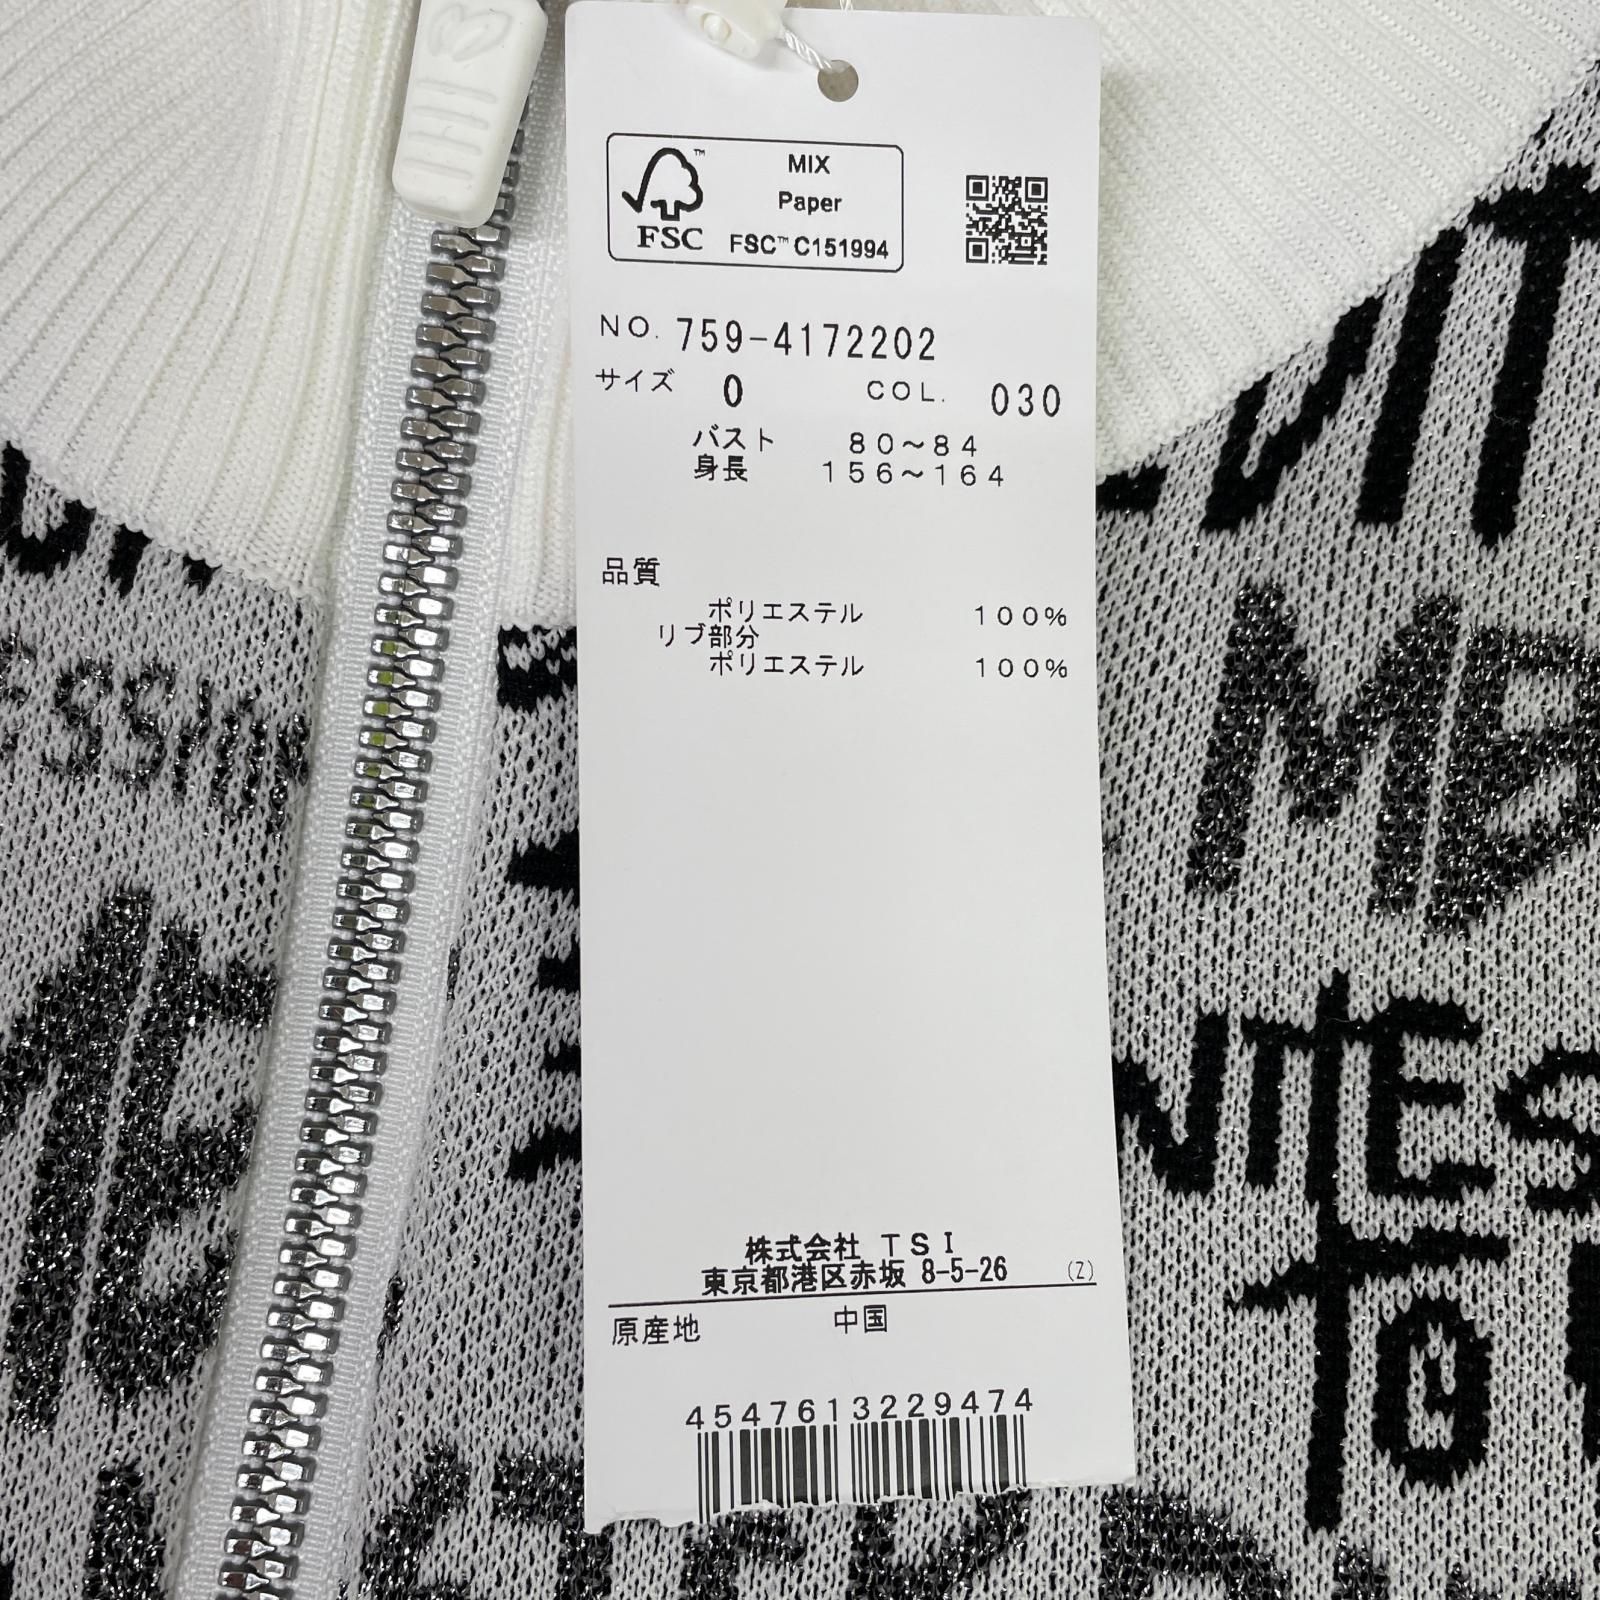 MIX
Paper
FSC
FSC™ C151994
NO. 759-4172202
サイズ 0 COL. 030
バスト 80～84
身長 156～164
品質
ポリエステル 100%
リブ部分
ポリエステル 100%
株式会社 TSI
東京都港区赤坂 8-5-26 (Z)
原産地 中国
4547613229474
TO